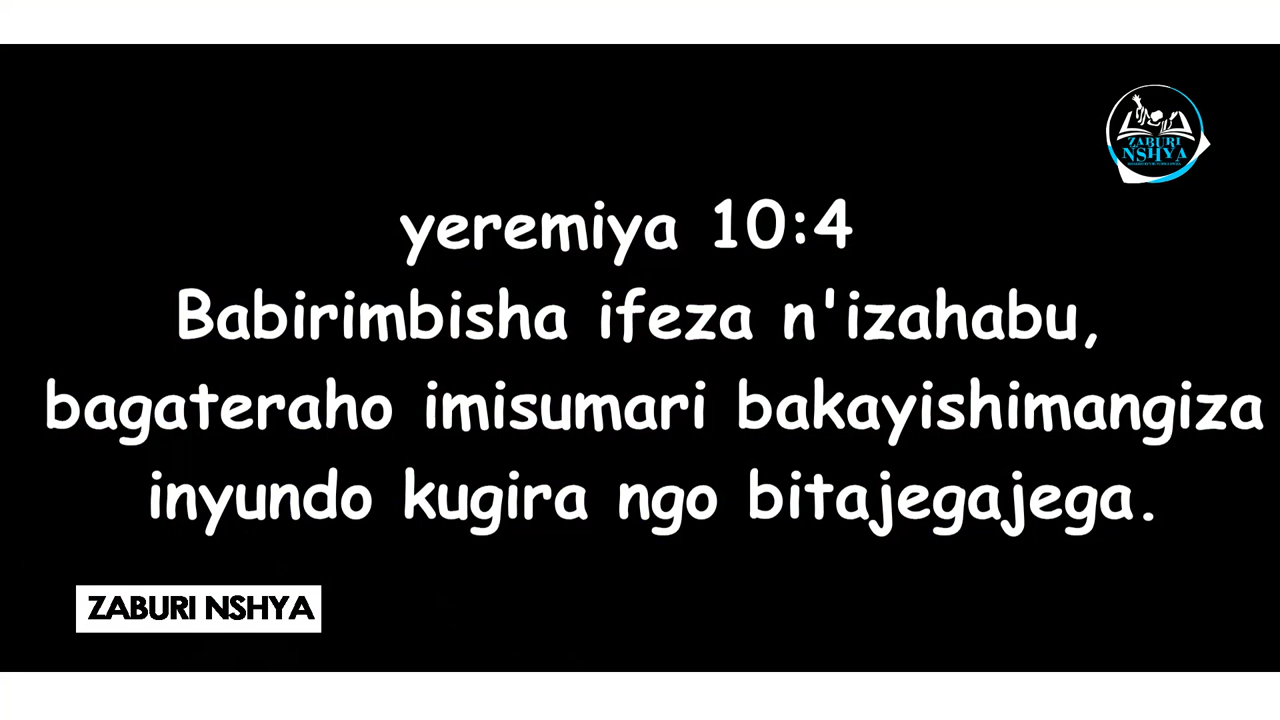 ZABURI
NSHYA
yeremiya 10:4
Babirimbisha ifeza n'izahabu,
bagateraho imisumari bakayishimangiza
inyundo kugira ngo bitajegajega.
ZABURI NSHYA